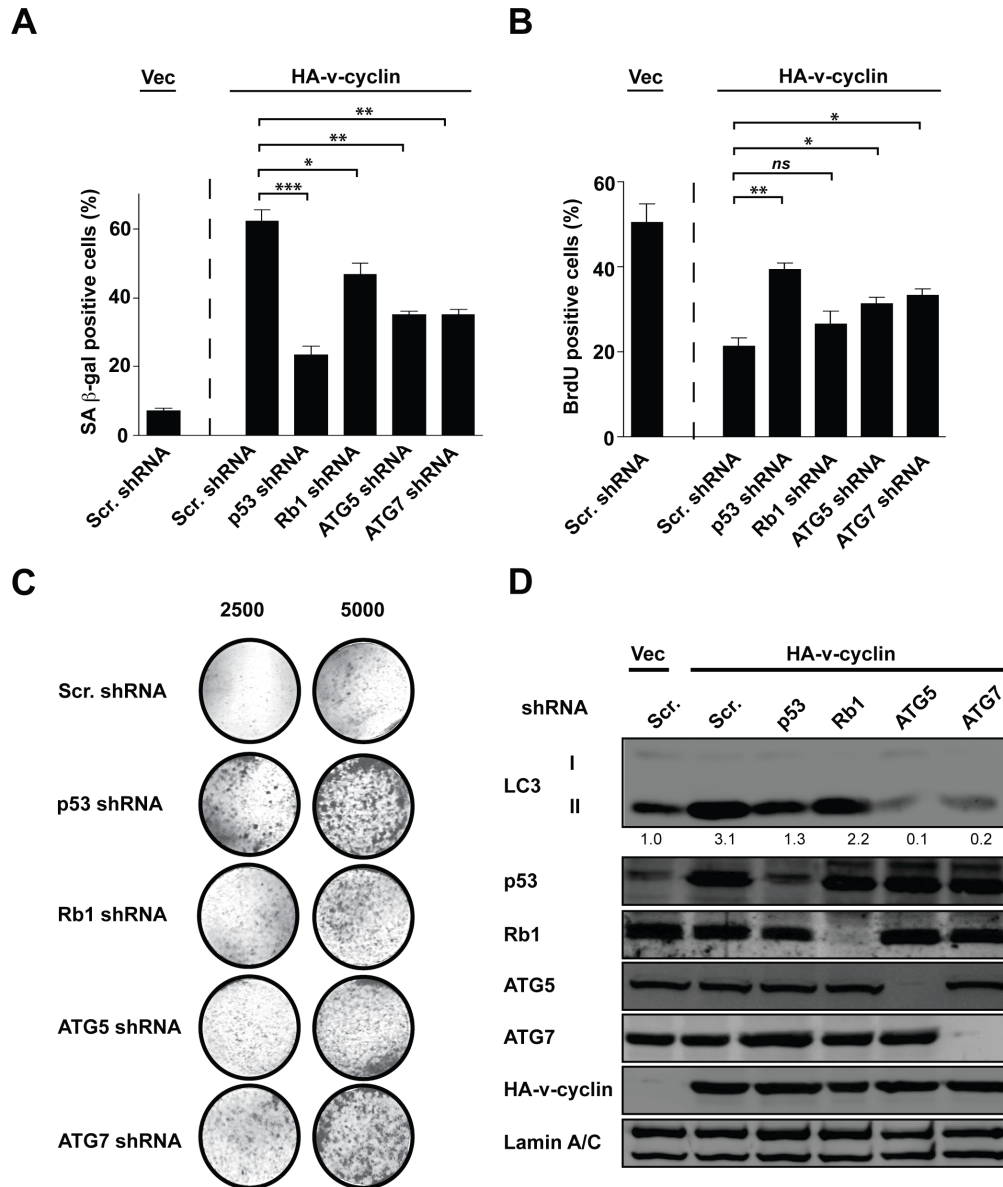 A
Vec HA-v-cyclin
**
**
*
***
SA β-gal positive cells (%)
60
40
20
0
Scr. shRNA
Scr. shRNA
p53 shRNA
Rb1 shRNA
ATG5 shRNA
ATG7 shRNA
B
Vec HA-v-cyclin
*
*
ns
**
BrdU positive cells (%)
60
40
20
0
Scr. shRNA
Scr. shRNA
p53 shRNA
Rb1 shRNA
ATG5 shRNA
ATG7 shRNA
C
2500 5000
Scr. shRNA
p53 shRNA
Rb1 shRNA
ATG5 shRNA
ATG7 shRNA
D
Vec HA-v-cyclin
shRNA Scr. Scr. p53 Rb1 ATG5 ATG7
LC3 I
II
1.0 3.1 1.3 2.2 0.1 0.2
p53
Rb1
ATG5
ATG7
HA-v-cyclin
Lamin A/C